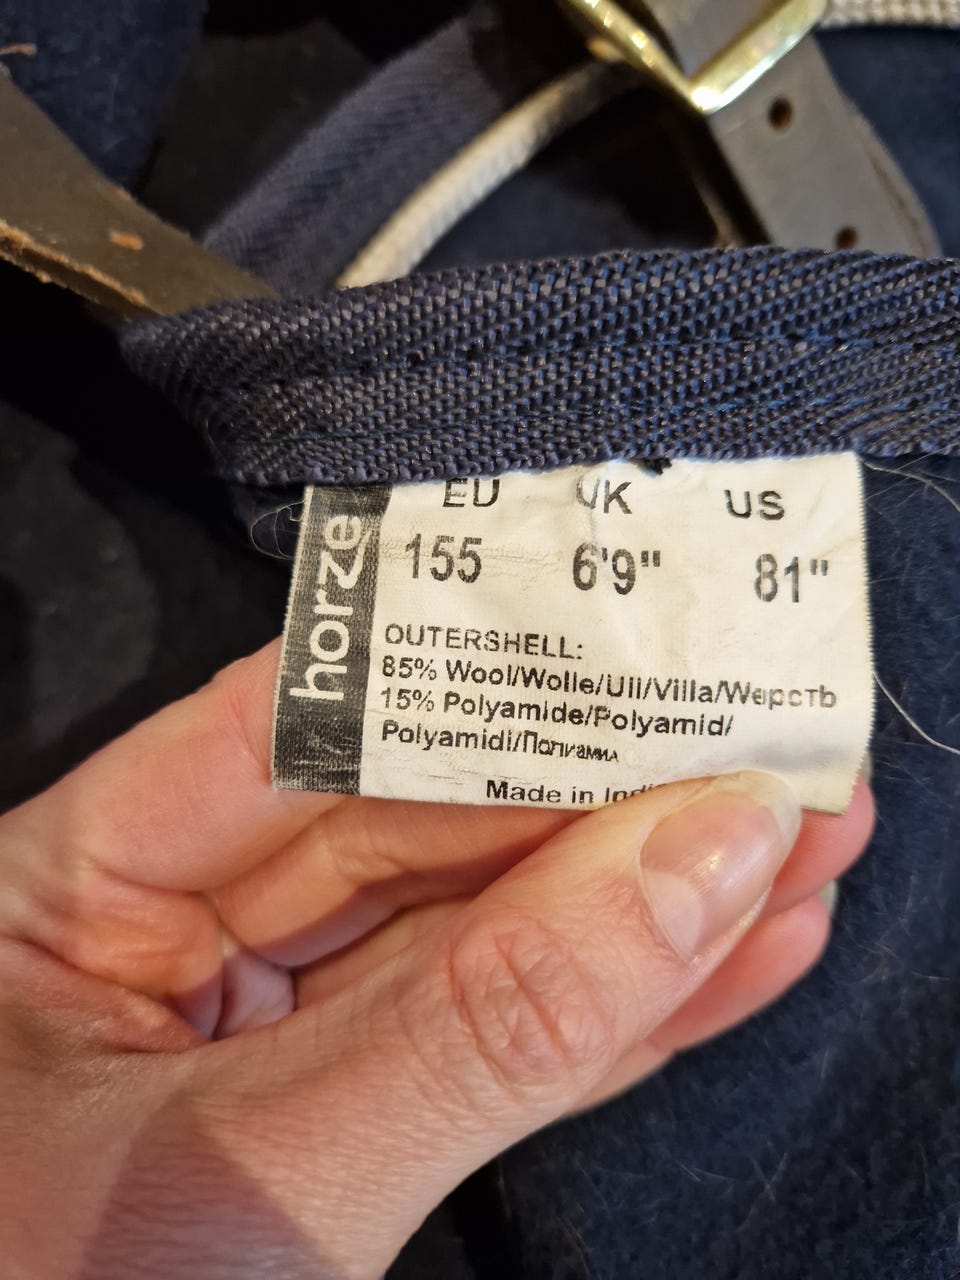 horze
EU UK US
155 6'9" 81"
OUTERSHELL:
85% Wool/Wolle/Ull/Villa/Шерсть
15% Polyamide/Polyamid/
Polyamidi/Полиамид
Made in India